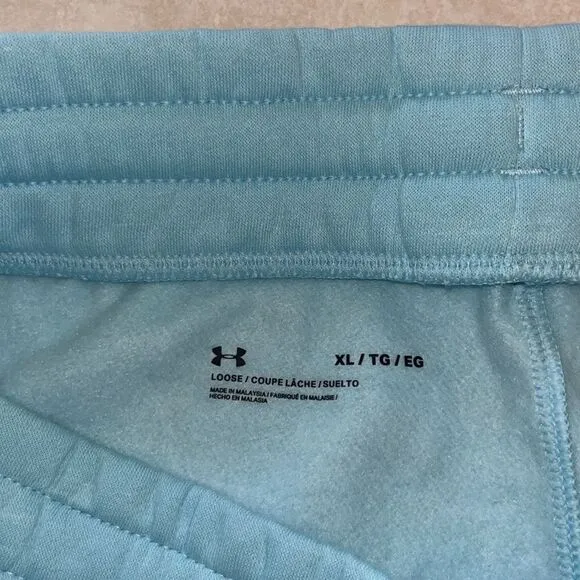 XL / TG / EG
LOOSE / COUPE LÂCHE / SUELTO
MADE IN MALAYSIA / FABRIQUÉ EN MALAISIE /
HECHO EN MALASIA